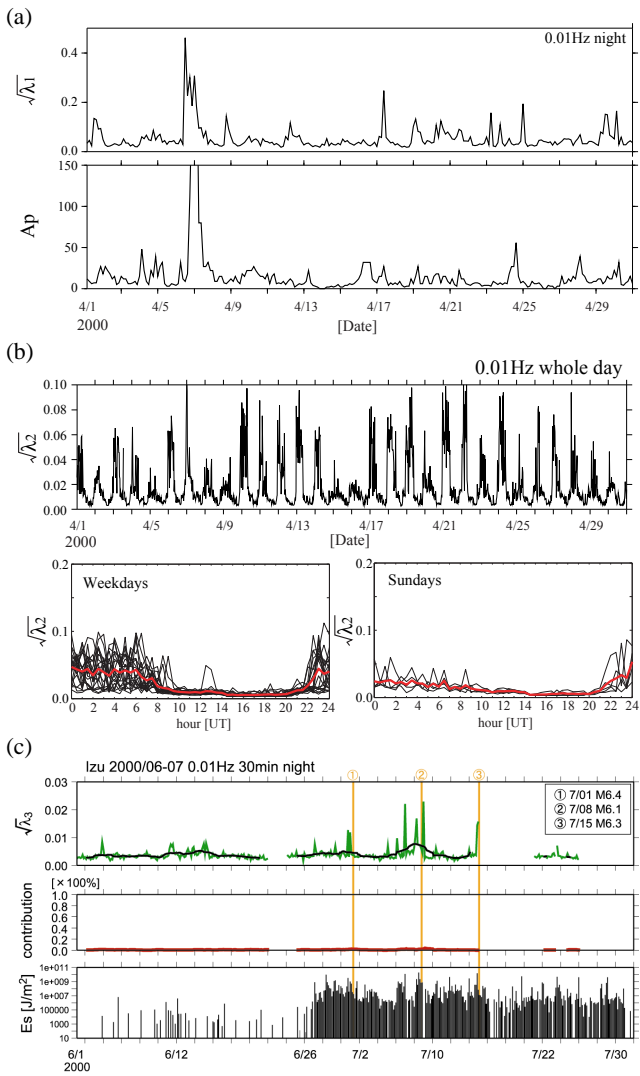 (a)
0.01Hz night
√λ1
0.4
0.2
0.0
Ap
150
100
50
0
4/1 4/5 4/9 4/13 4/17 4/21 4/25 4/29
2000
[Date]
(b)
0.01Hz whole day
√λ2
0.10
0.08
0.06
0.04
0.02
0.00
4/1 4/5 4/9 4/13 4/17 4/21 4/25 4/29
2000
[Date]
Weekdays
√λ2
0.2
0.1
0.0
0 2 4 6 8 10 12 14 16 18 20 22 24
hour [UT]
Sundays
√λ2
0.2
0.1
0.0
0 2 4 6 8 10 12 14 16 18 20 22 24
hour [UT]
(c)
Izu 2000/06-07 0.01Hz 30min night
① ② ③
√λ3
0.03
0.02
0.01
0.00
① 7/01 M6.4
② 7/08 M6.1
③ 7/15 M6.3
[×100%]
contribution
1.0
0.8
0.6
0.4
0.2
0.0
Es [J/m²]
1e+011
1e+009
1e+007
100000
1000
10
6/1 6/12 6/26 7/2 7/10 7/22 7/30
2000